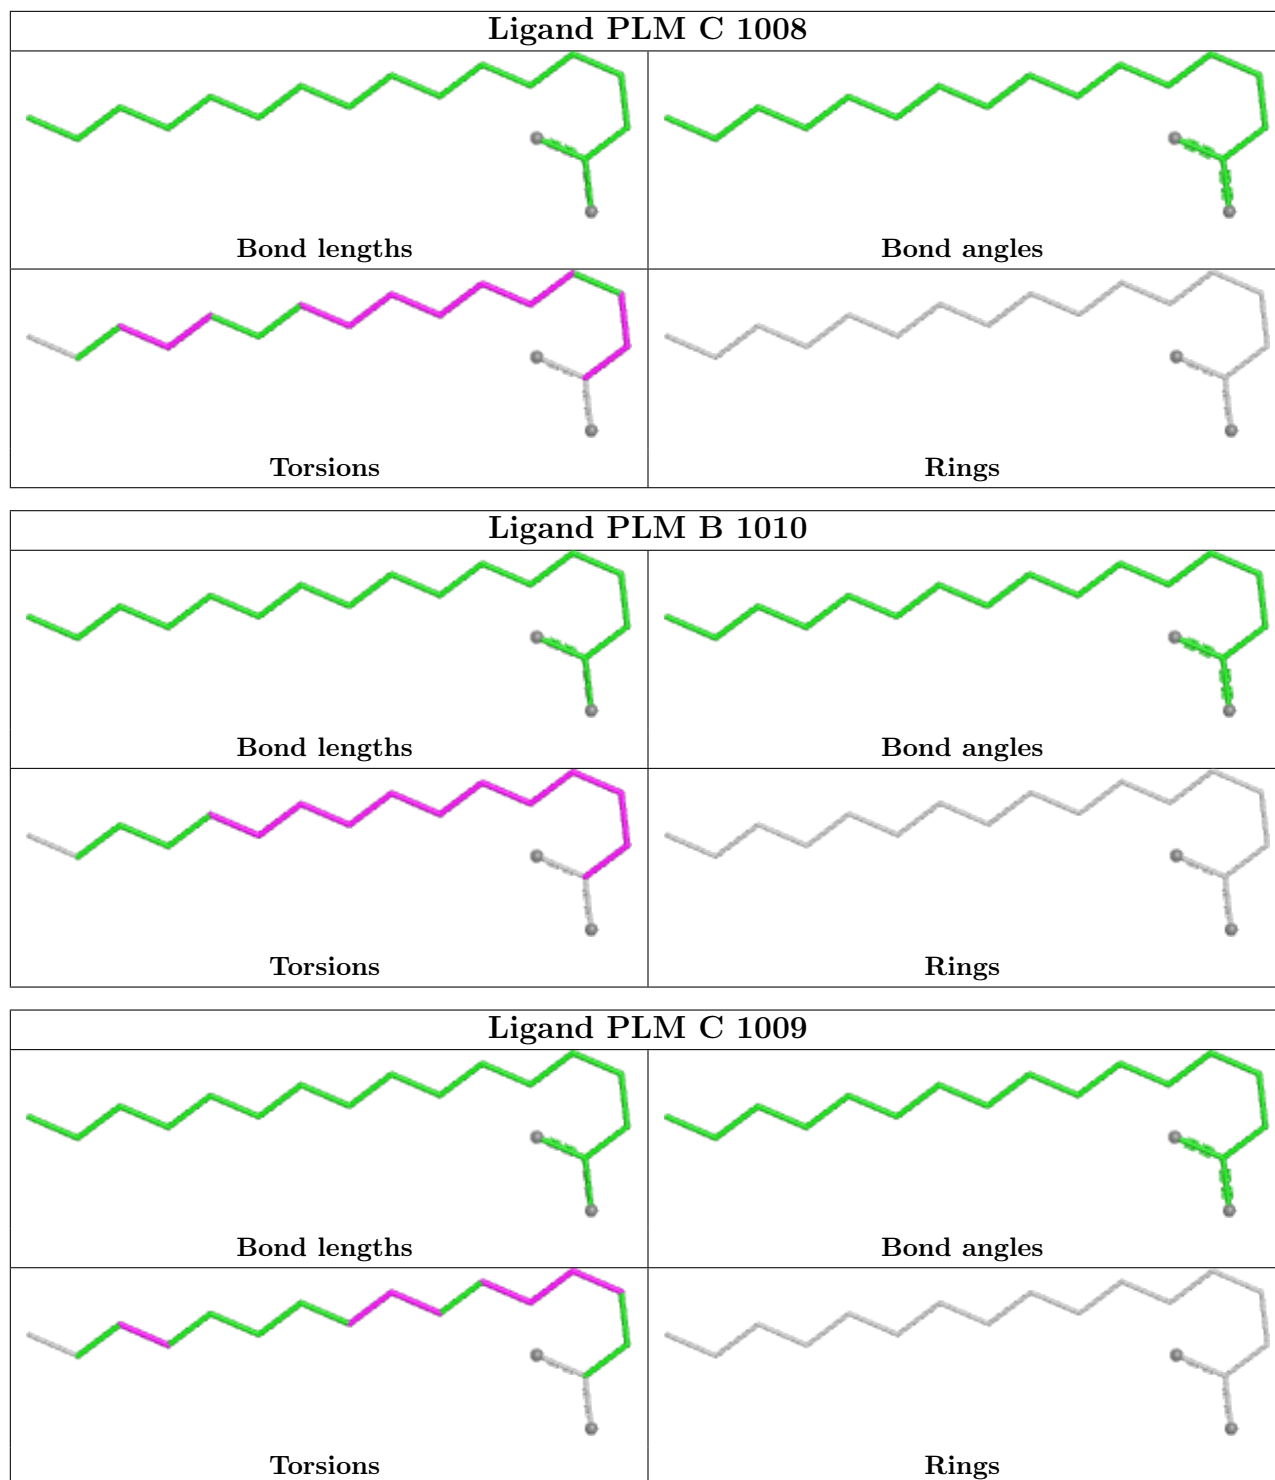 Ligand PLM C 1008
Bond lengths
Bond angles
Torsions
Rings
Ligand PLM B 1010
Bond lengths
Bond angles
Torsions
Rings
Ligand PLM C 1009
Bond lengths
Bond angles
Torsions
Rings